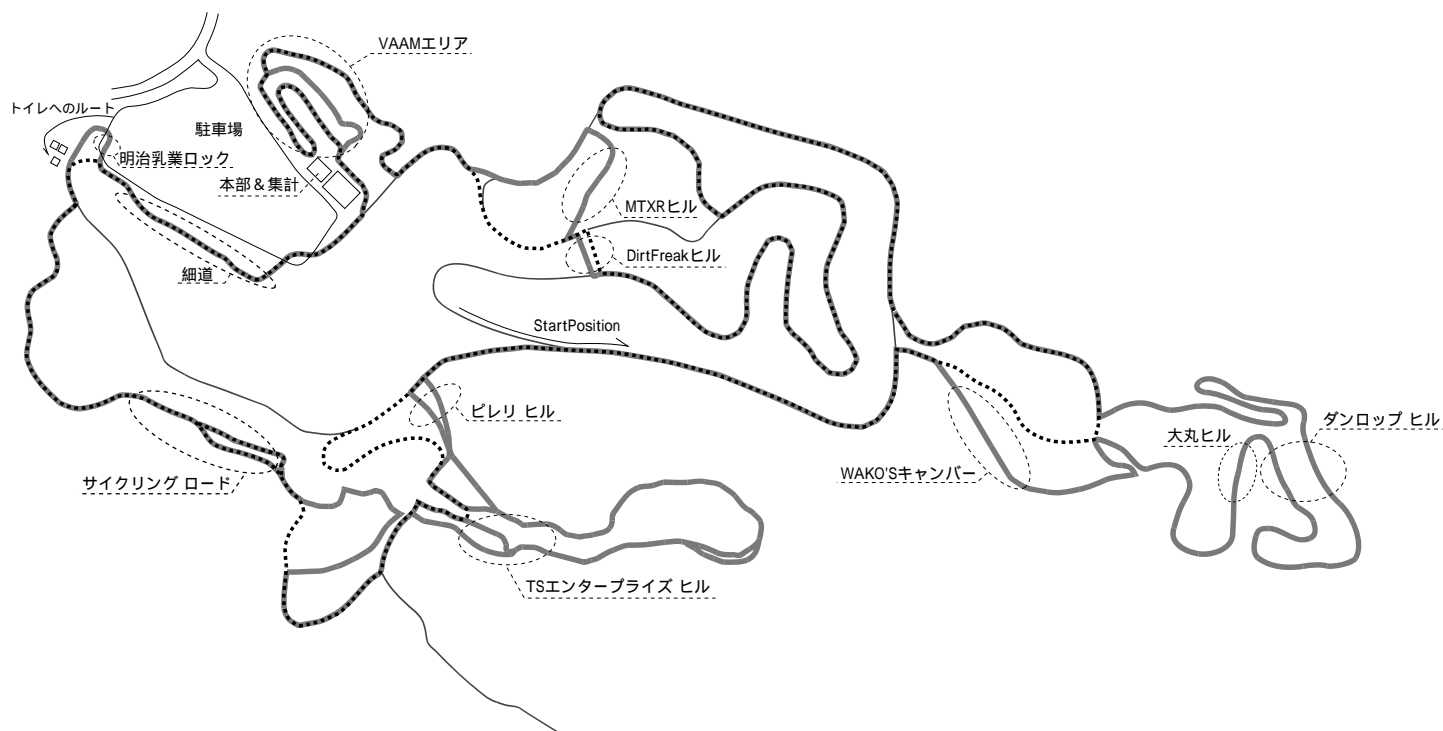 VAAMエリア
トイレへのルート
駐車場
明治乳業ロック
本部＆集計
MTXRヒル
DirtFreakヒル
細道
StartPosition
ピレリ ヒル
ダンロップ ヒル
大丸ヒル
WAKO'Sキャンバー
サイクリング ロード
TSエンタープライズ ヒル